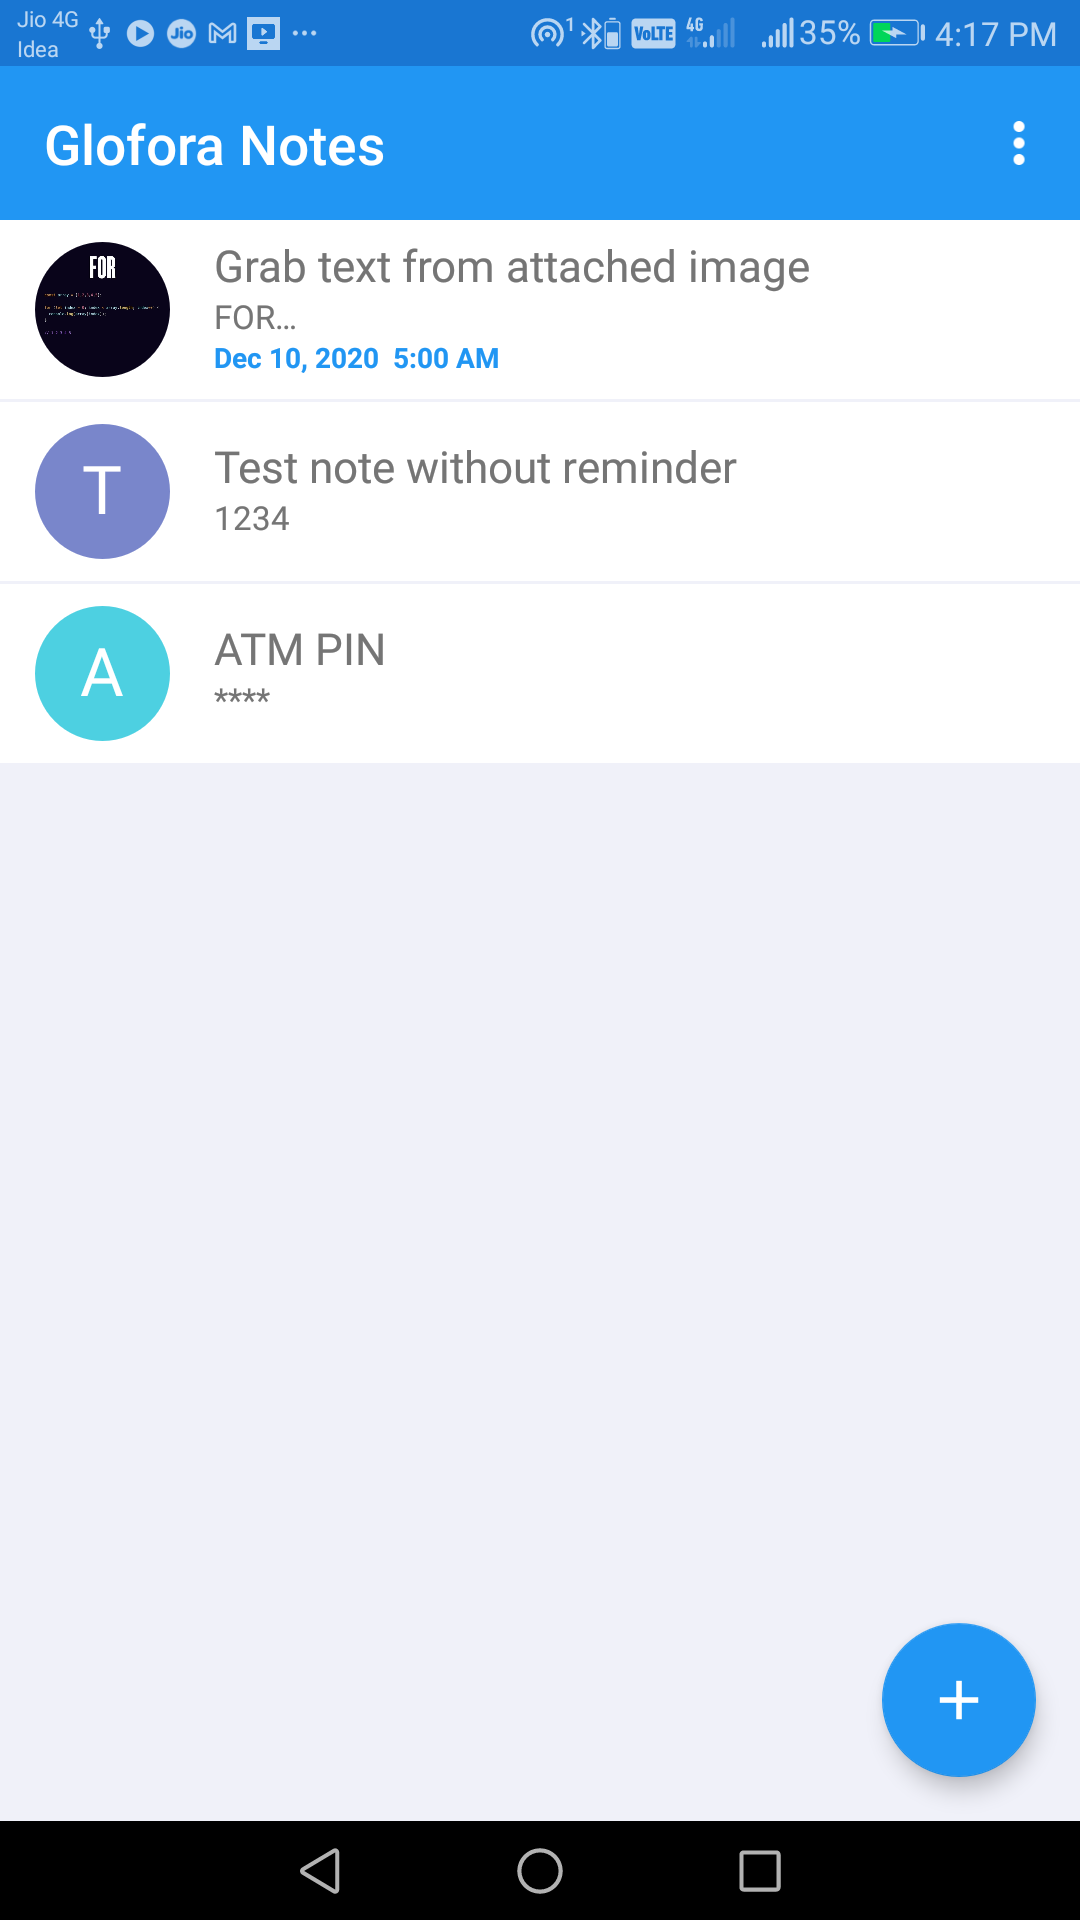 Jio 4G
Idea
Jio
1
VoLTE
4G
35%
4:17 PM
Glofora Notes
FOR
Grab text from attached image
FOR...
Dec 10, 2020 5:00 AM
T
Test note without reminder
1234
A
ATM PIN
****